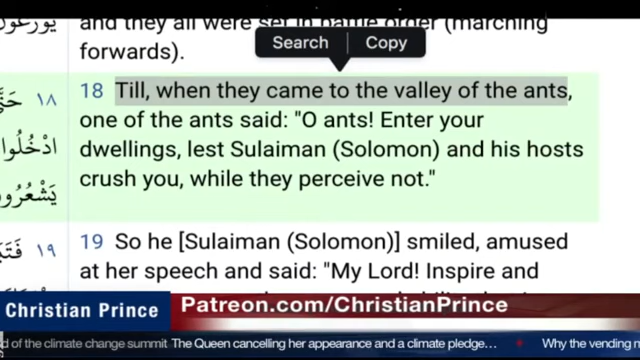 and they all were set in battle order (marching
forwards).
Search
Copy
١٨
18 Till, when they came to the valley of the ants,
one of the ants said: "O ants! Enter your
dwellings, lest Sulaiman (Solomon) and his hosts
crush you, while they perceive not."
ادْخُلُوا
١٩
19 So he [Sulaiman (Solomon)] smiled, amused
at her speech and said: "My Lord! Inspire and
Christian Prince
Patreon.com/ChristianPrince
d of the climate change summit The Queen cancelling her appearance and a climate pledge... Why the vending